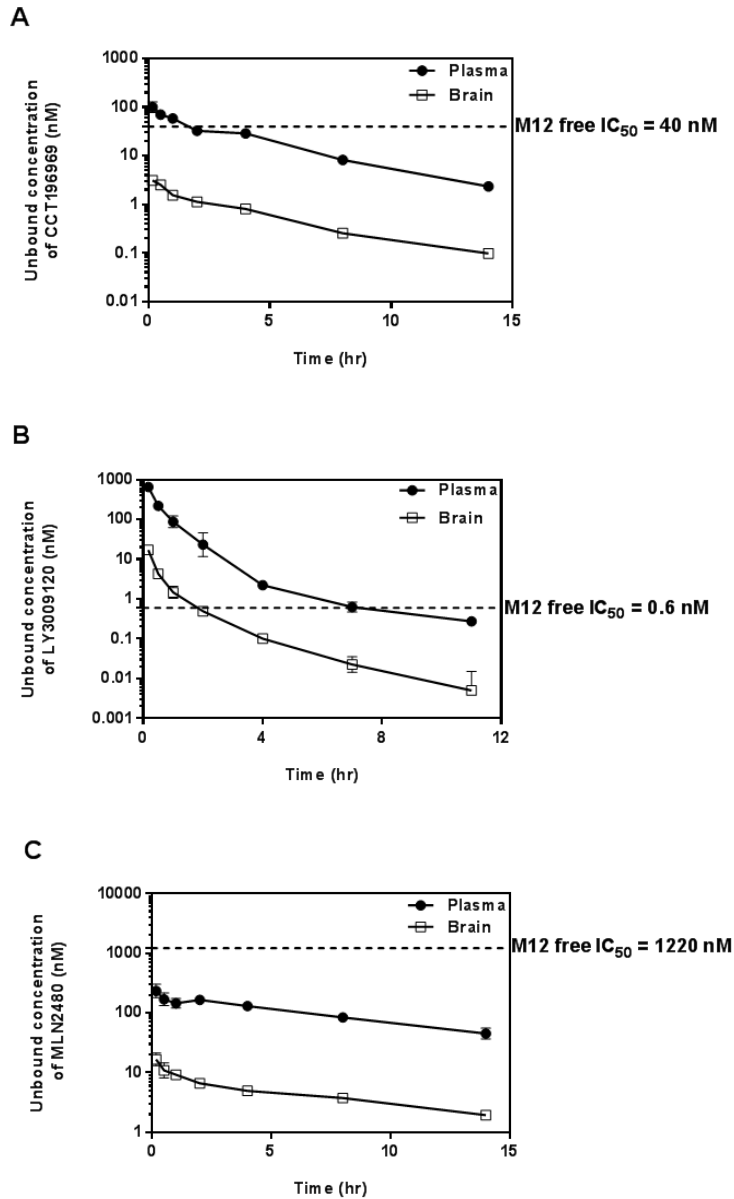 A
Unbound concentration
of CCT196969 (nM)
1000
100
10
1
0.1
0.01
Plasma
Brain
M12 free IC50 = 40 nM
0 5 10 15
Time (hr)
B
Unbound concentration
of LY3009120 (nM)
1000
100
10
1
0.1
0.01
0.001
Plasma
Brain
M12 free IC50 = 0.6 nM
0 4 8 12
Time (hr)
C
Unbound concentration
of MLN2480 (nM)
10000
1000
100
10
1
Plasma
Brain
M12 free IC50 = 1220 nM
0 5 10 15
Time (hr)